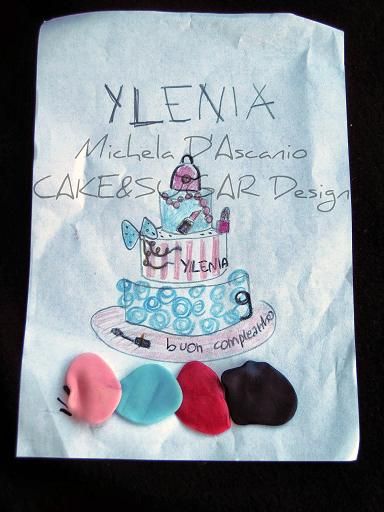 YLENIA
Michela D'Ascanio
CAKE&SUGAR Design
YLENIA
9
buon compleanno